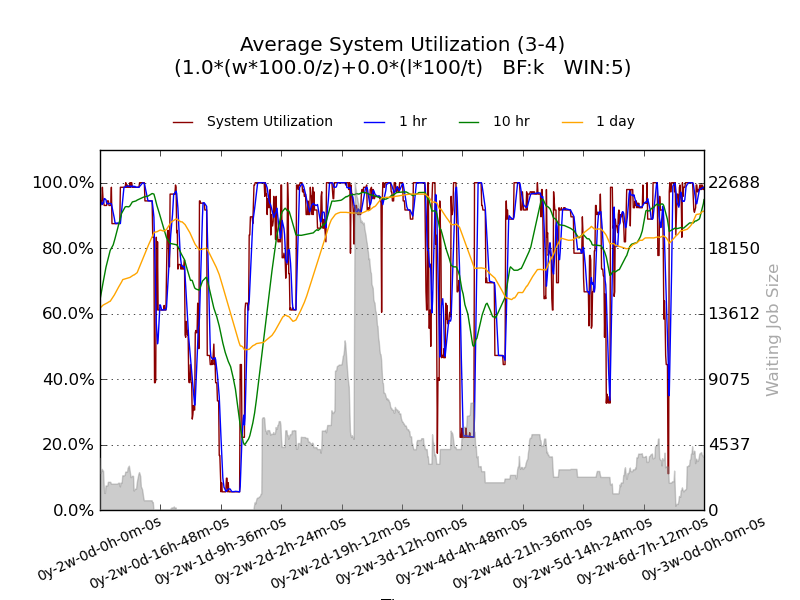 Average System Utilization (3-4)
(1.0*(w*100.0/z)+0.0*(l*100/t)   BF:k   WIN:5)
System Utilization   1 hr   10 hr   1 day
100.0%
80.0%
60.0%
40.0%
20.0%
0.0%
22688
18150
13612
9075
4537
0
Waiting Job Size
0y-2w-0d-0h-0m-0s
0y-2w-0d-16h-48m-0s
0y-2w-1d-9h-36m-0s
0y-2w-2d-2h-24m-0s
0y-2w-2d-19h-12m-0s
0y-2w-3d-12h-0m-0s
0y-2w-4d-4h-48m-0s
0y-2w-4d-21h-36m-0s
0y-2w-5d-14h-24m-0s
0y-2w-6d-7h-12m-0s
0y-3w-0d-0h-0m-0s